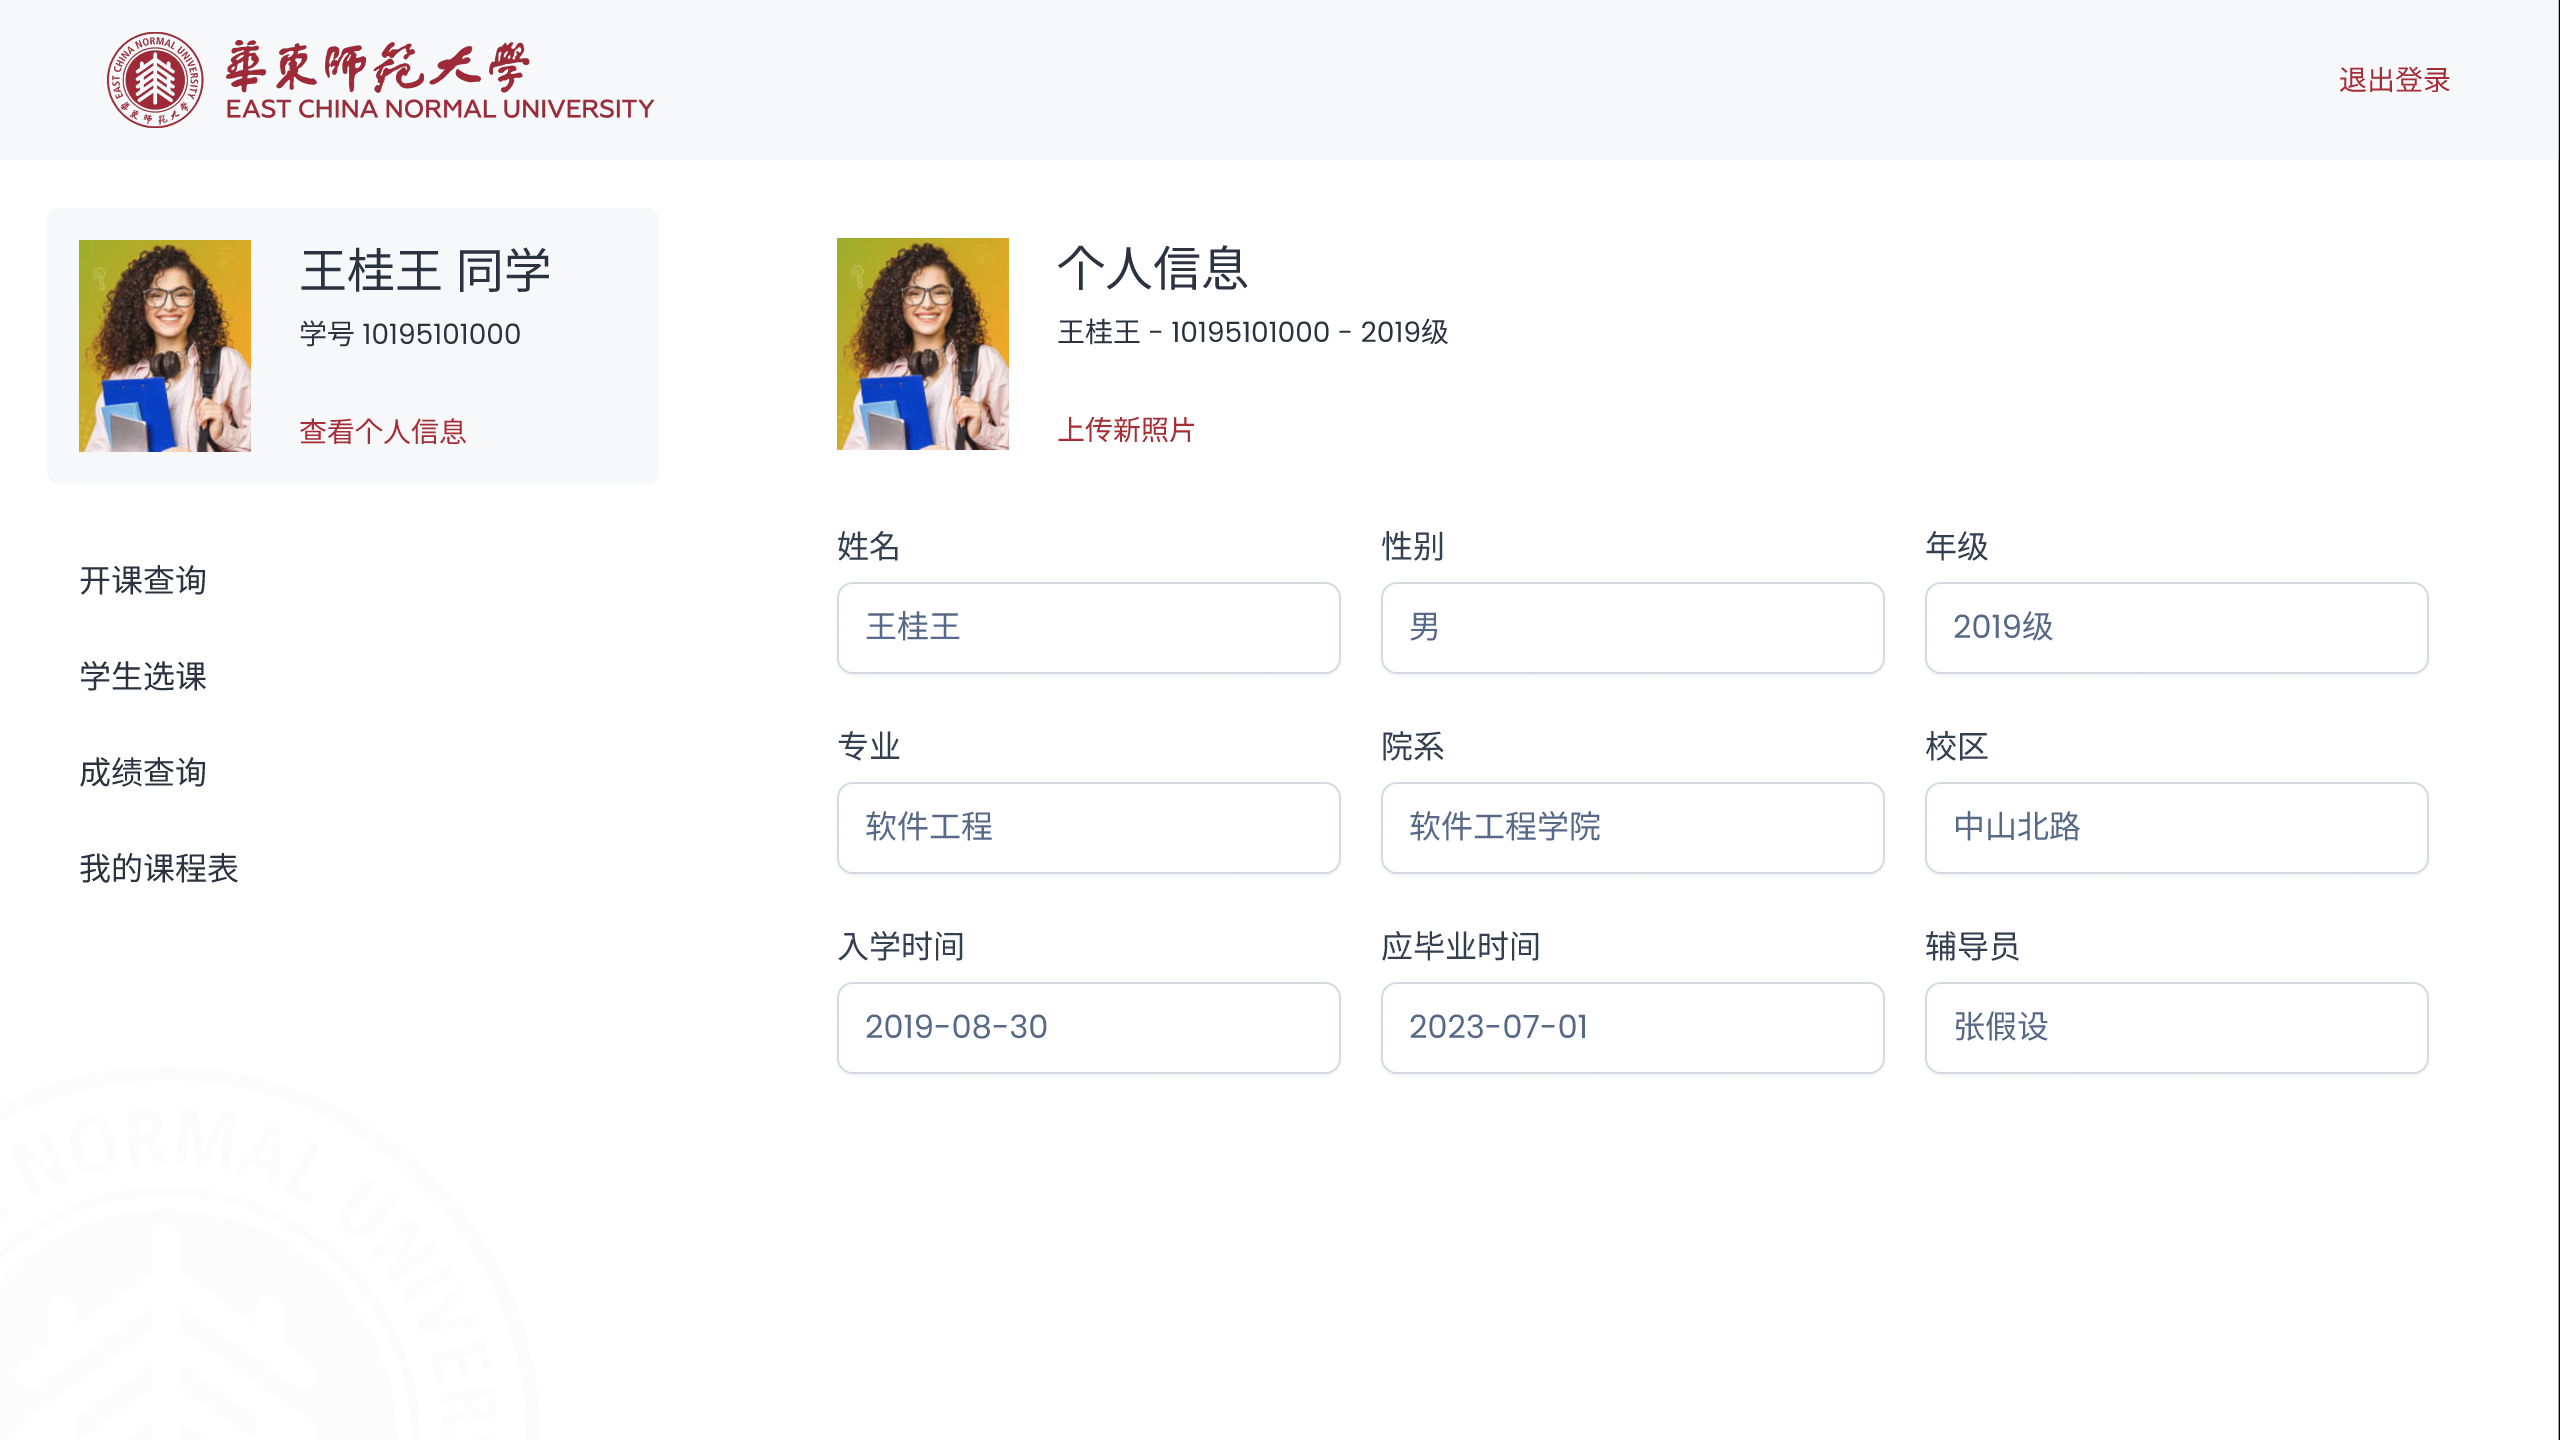 EAST CHINA NORMAL UNIVERSITY
華東師範大學
華東師範大學
EAST CHINA NORMAL UNIVERSITY
退出登录
王桂王 同学
学号 10195101000
查看个人信息
开课查询
学生选课
成绩查询
我的课程表
个人信息
王桂王 - 10195101000 - 2019级
上传新照片
姓名
性别
年级
王桂王
男
2019级
专业
院系
校区
软件工程
软件工程学院
中山北路
入学时间
应毕业时间
辅导员
2019-08-30
2023-07-01
张假设
NORMAL UNIVERS